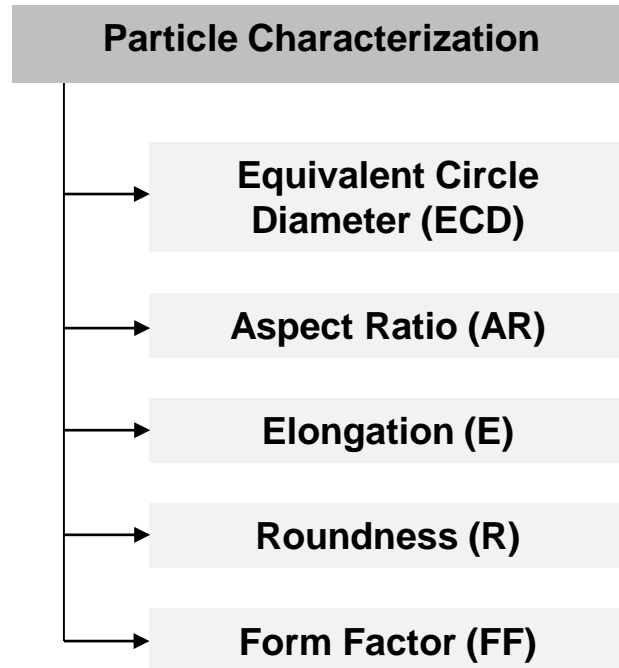 Particle Characterization
Equivalent Circle
Diameter (ECD)
Aspect Ratio (AR)
Elongation (E)
Roundness (R)
Form Factor (FF)